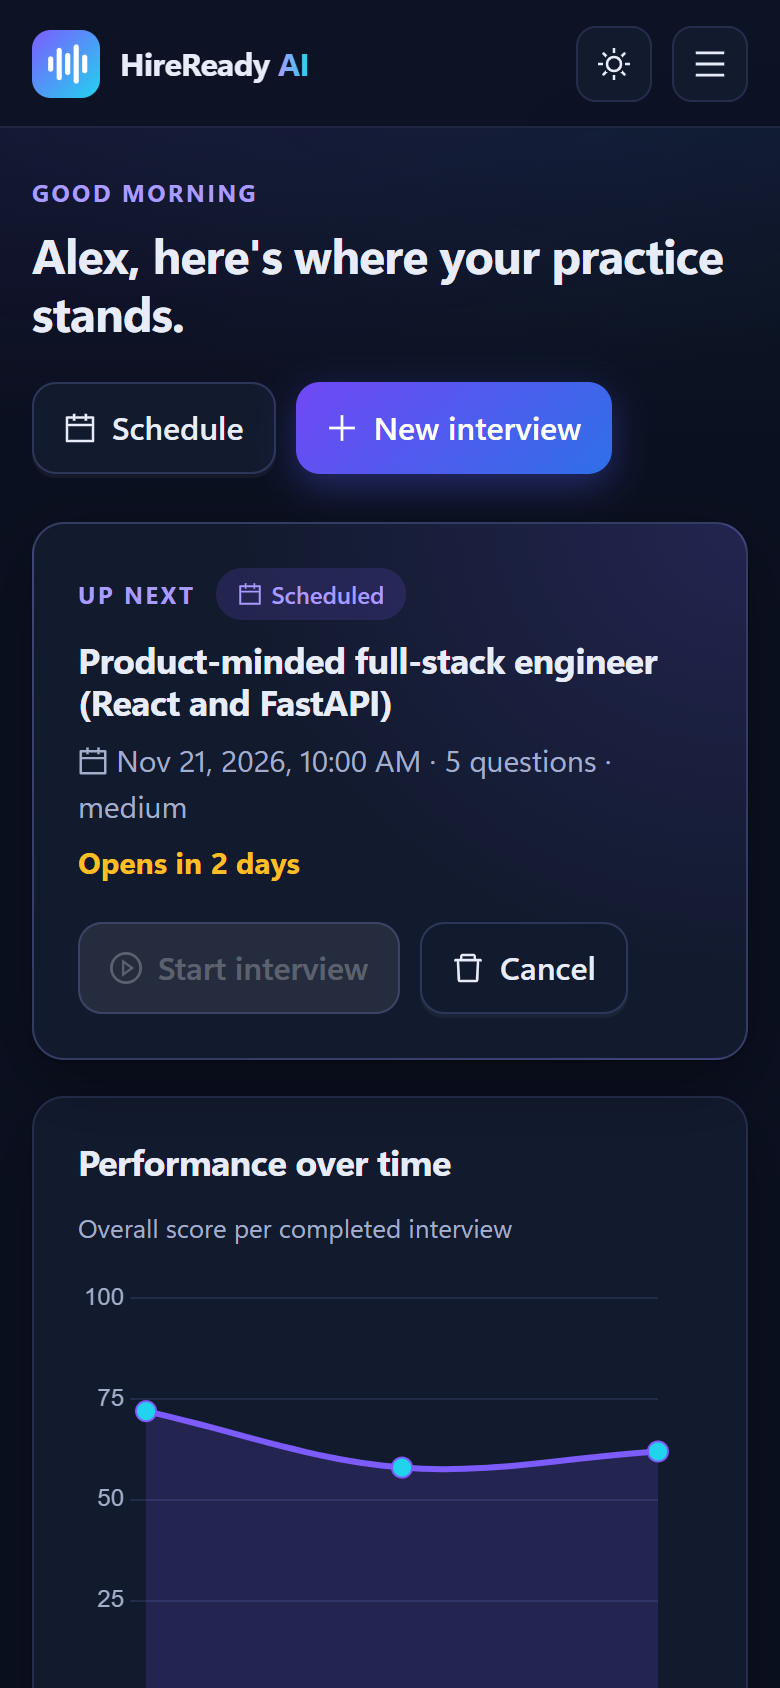 HireReady AI
GOOD MORNING
Alex, here's where your practice
stands.
Schedule
New interview
UP NEXT
Scheduled
Product-minded full-stack engineer
(React and FastAPI)
Nov 21, 2026, 10:00 AM · 5 questions ·
medium
Opens in 2 days
Start interview
Cancel
Performance over time
Overall score per completed interview
100
75
50
25